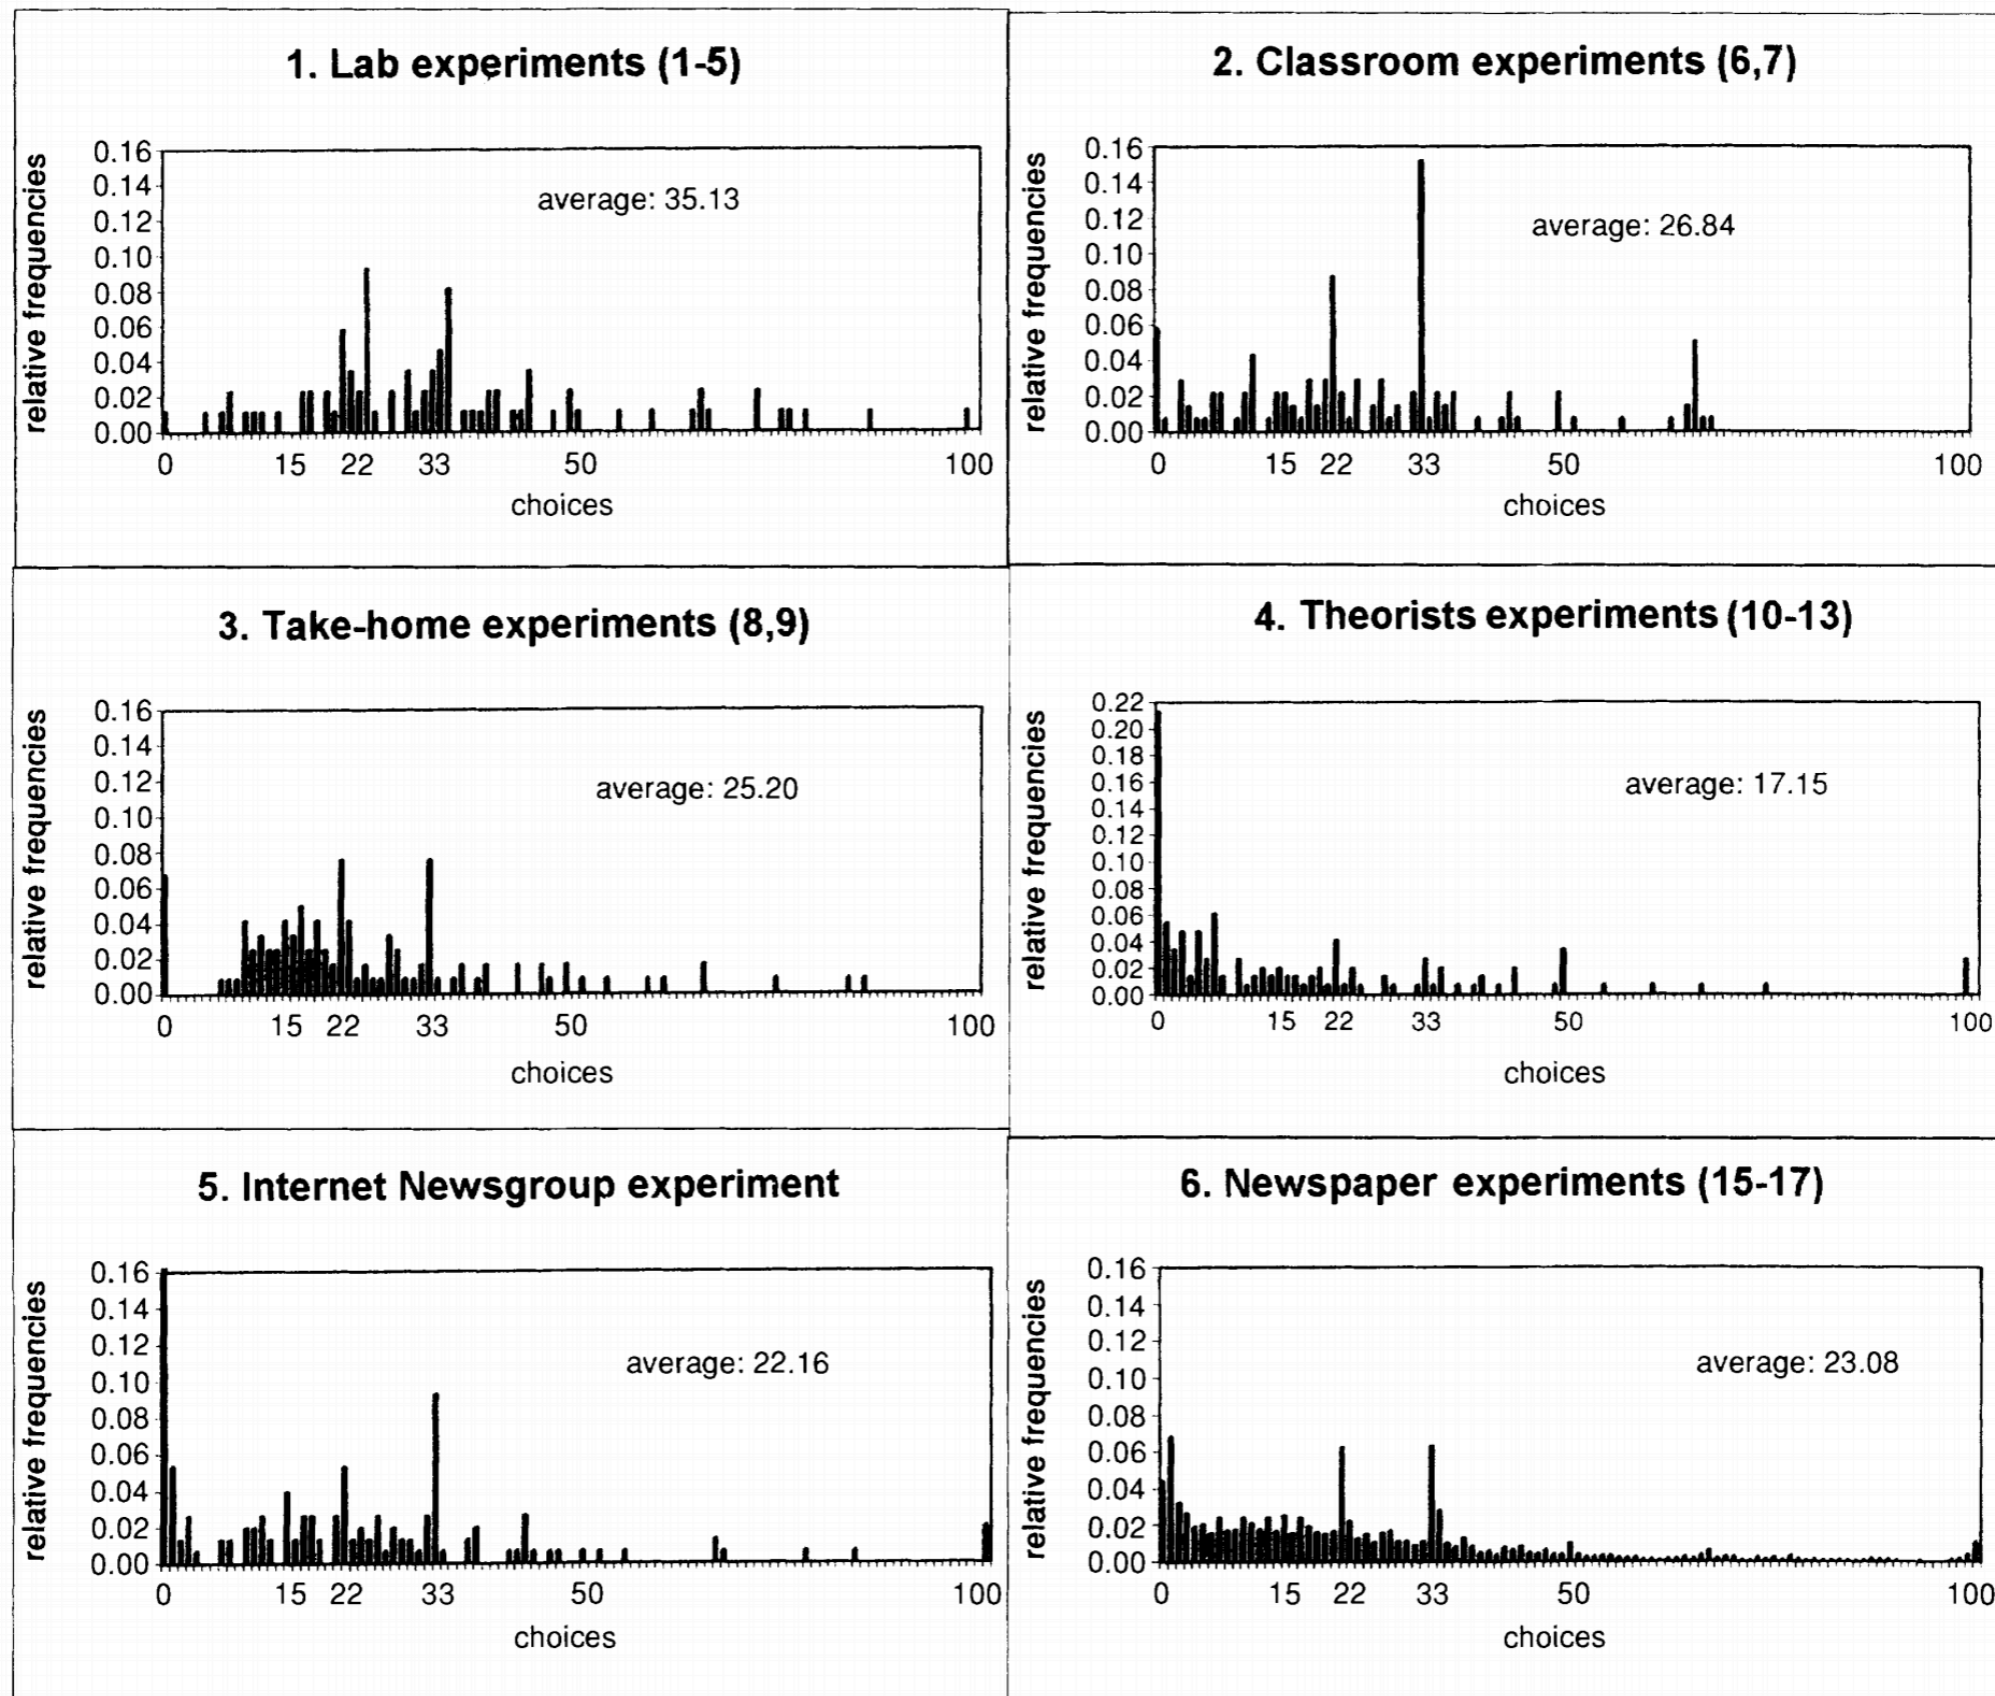 1. Lab experiments (1-5)
relative frequencies
0.16
0.14
0.12
0.10
0.08
0.06
0.04
0.02
0.00
average: 35.13
0 15 22 33 50 100
choices
2. Classroom experiments (6,7)
relative frequencies
0.16
0.14
0.12
0.10
0.08
0.06
0.04
0.02
0.00
average: 26.84
0 15 22 33 50 100
choices
3. Take-home experiments (8,9)
relative frequencies
0.16
0.14
0.12
0.10
0.08
0.06
0.04
0.02
0.00
average: 25.20
0 15 22 33 50 100
choices
4. Theorists experiments (10-13)
relative frequencies
0.22
0.20
0.18
0.16
0.14
0.12
0.10
0.08
0.06
0.04
0.02
0.00
average: 17.15
0 15 22 33 50 100
choices
5. Internet Newsgroup experiment
relative frequencies
0.16
0.14
0.12
0.10
0.08
0.06
0.04
0.02
0.00
average: 22.16
0 15 22 33 50 100
choices
6. Newspaper experiments (15-17)
relative frequencies
0.16
0.14
0.12
0.10
0.08
0.06
0.04
0.02
0.00
average: 23.08
0 15 22 33 50 100
choices